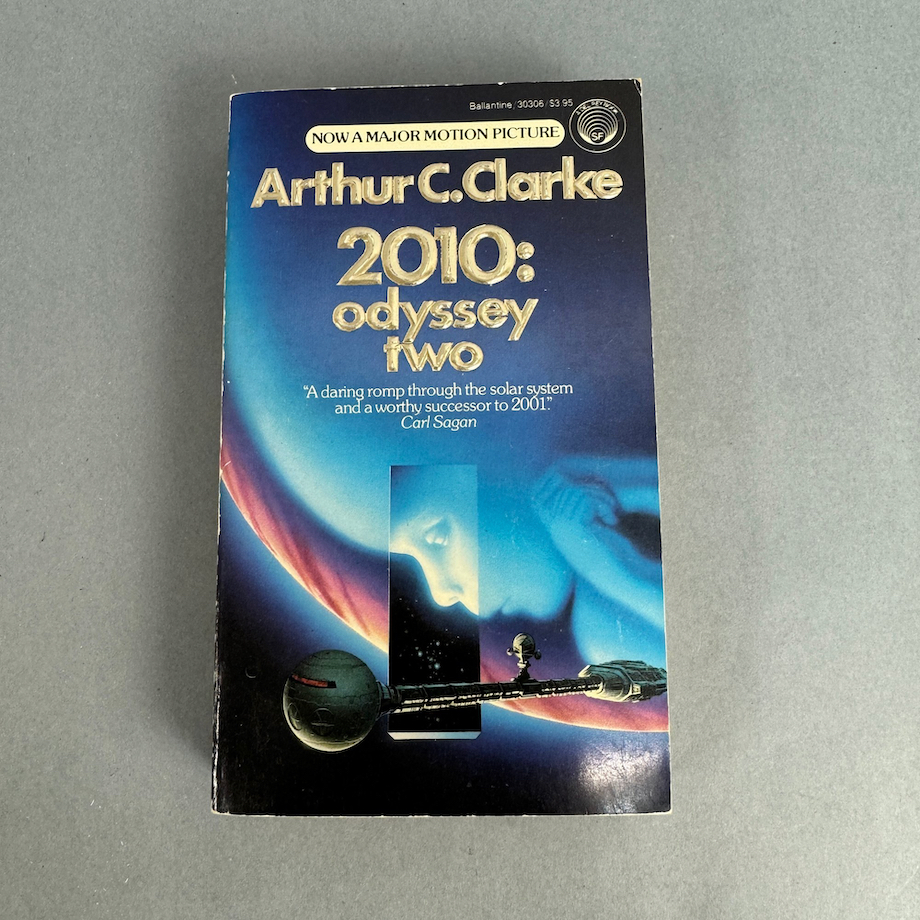 Ballantine/30306/$3.95
NOW A MAJOR MOTION PICTURE
SF
Arthur C. Clarke
2010:
odyssey
two
"A daring romp through the solar system
and a worthy successor to 2001."
Carl Sagan